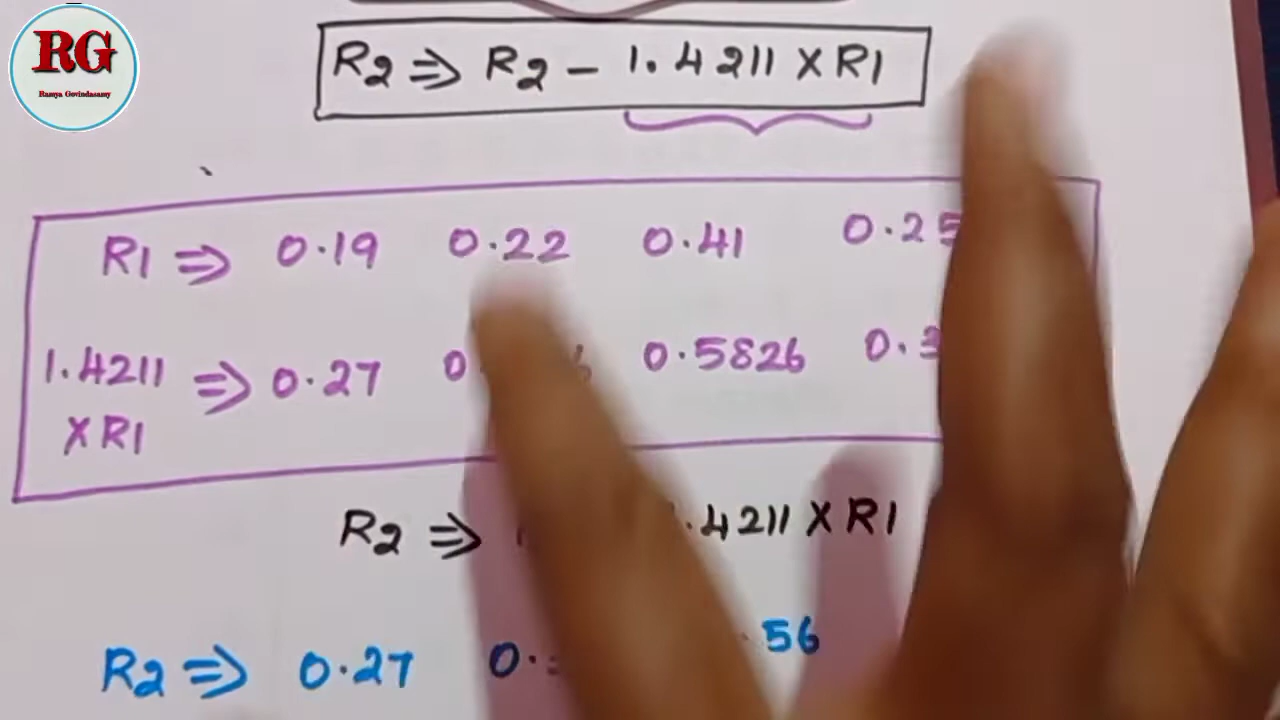 RG
Ramya Govindasamy
R2 ⇒ R2 - 1.4211 X R1
R1 ⇒ 0.19 0.22 0.41 0.25
1.4211 ⇒ 0.27 0.5826
X R1
R2 ⇒ .4211 X R1
R2 ⇒ 0.27 56